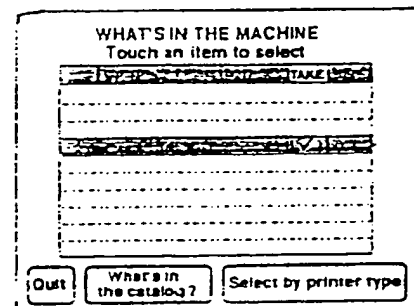 WHAT'S IN THE MACHINE
Touch an item to select
TAKE
Quit
What's in
the catalog?
Select by printer type